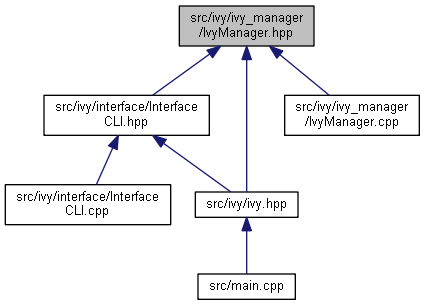 src/ivy/ivy_manager
/IvyManager.hpp
src/ivy/interface/Interface
CLI.hpp
src/ivy/ivy_manager
/IvyManager.cpp
src/ivy/interface/Interface
CLI.cpp
src/ivy/ivy.hpp
src/main.cpp